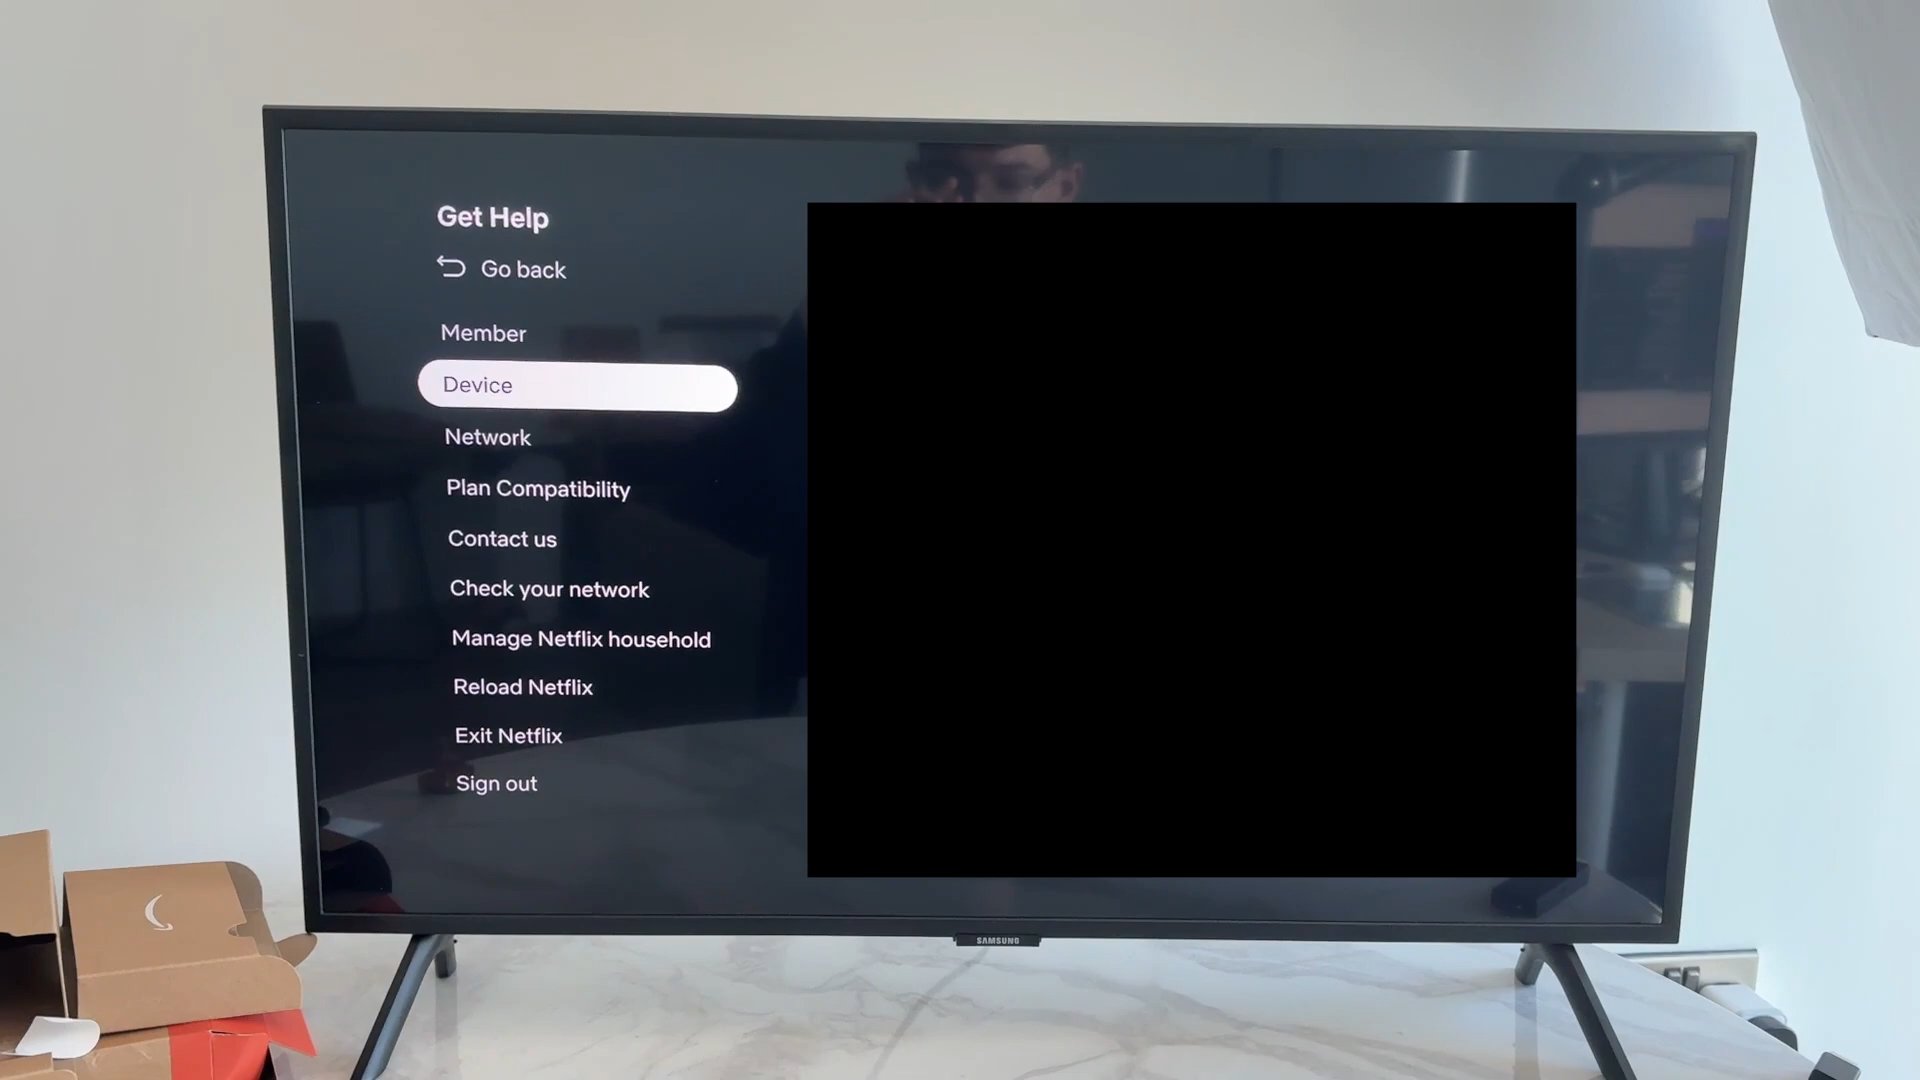 Get Help
Go back
Member
Device
Network
Plan Compatibility
Contact us
Check your network
Manage Netflix household
Reload Netflix
Exit Netflix
Sign out
SAMSUNG